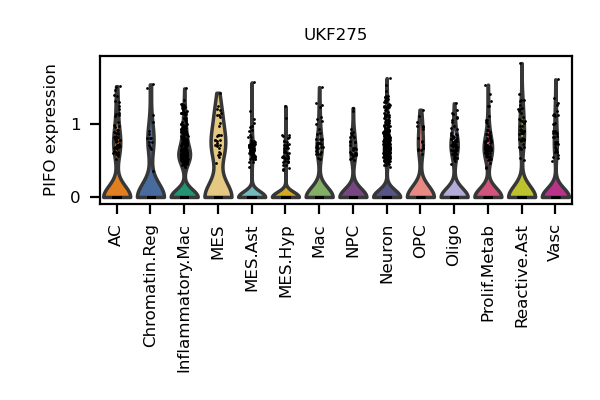 UKF275
PIFO expression
1
0
AC
Chromatin.Reg
Inflammatory.Mac
MES
MES.Ast
MES.Hyp
Mac
NPC
Neuron
OPC
Oligo
Prolif.Metab
Reactive.Ast
Vasc